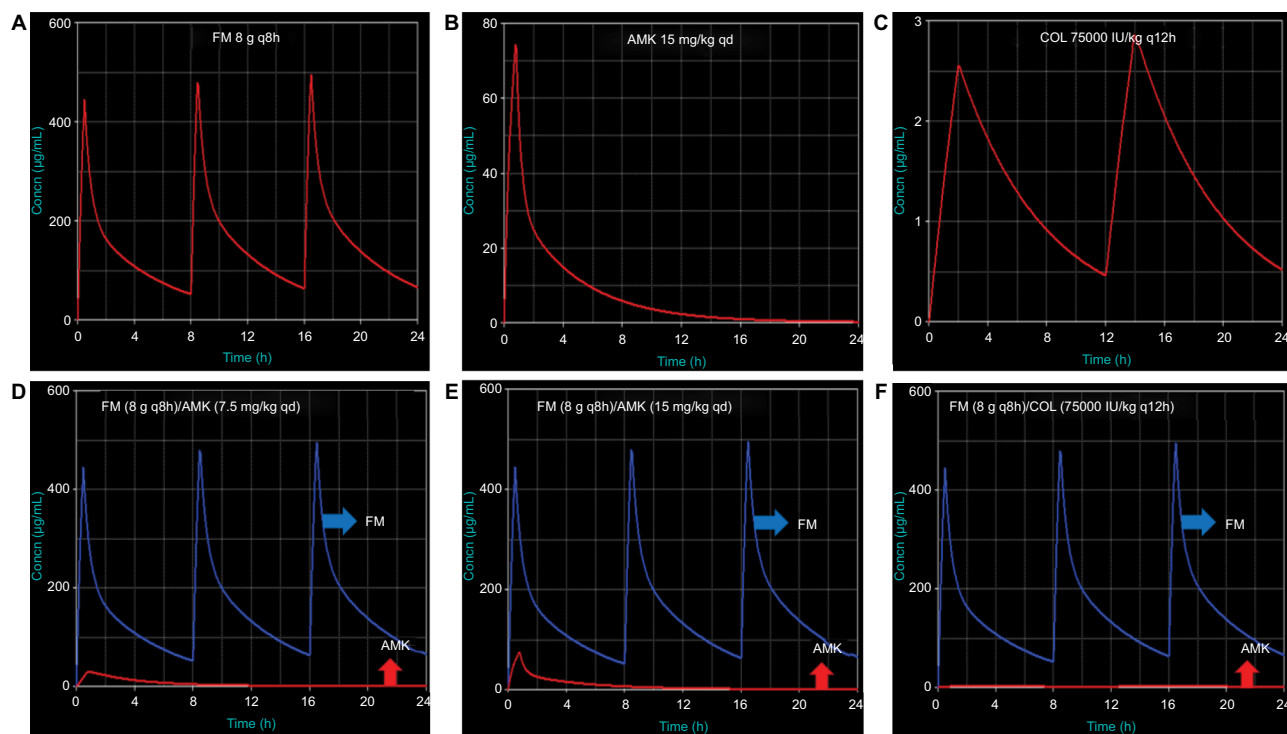 A
FM 8 g q8h
600
400
200
0
Concn (µg/mL)
0 4 8 12 16 20 24
Time (h)
B
AMK 15 mg/kg qd
80
60
40
20
0
Concn (µg/mL)
0 4 8 12 16 20 24
Time (h)
C
COL 75000 IU/kg q12h
3
2
1
0
Concn (µg/mL)
0 4 8 12 16 20 24
Time (h)
D
FM (8 g q8h)/AMK (7.5 mg/kg qd)
600
400
200
0
Concn (µg/mL)
FM
AMK
0 4 8 12 16 20 24
Time (h)
E
FM (8 g q8h)/AMK (15 mg/kg qd)
600
400
200
0
Concn (µg/mL)
FM
AMK
0 4 8 12 16 20 24
Time (h)
F
FM (8 g q8h)/COL (75000 IU/kg q12h)
600
400
200
0
Concn (µg/mL)
FM
AMK
0 4 8 12 16 20 24
Time (h)